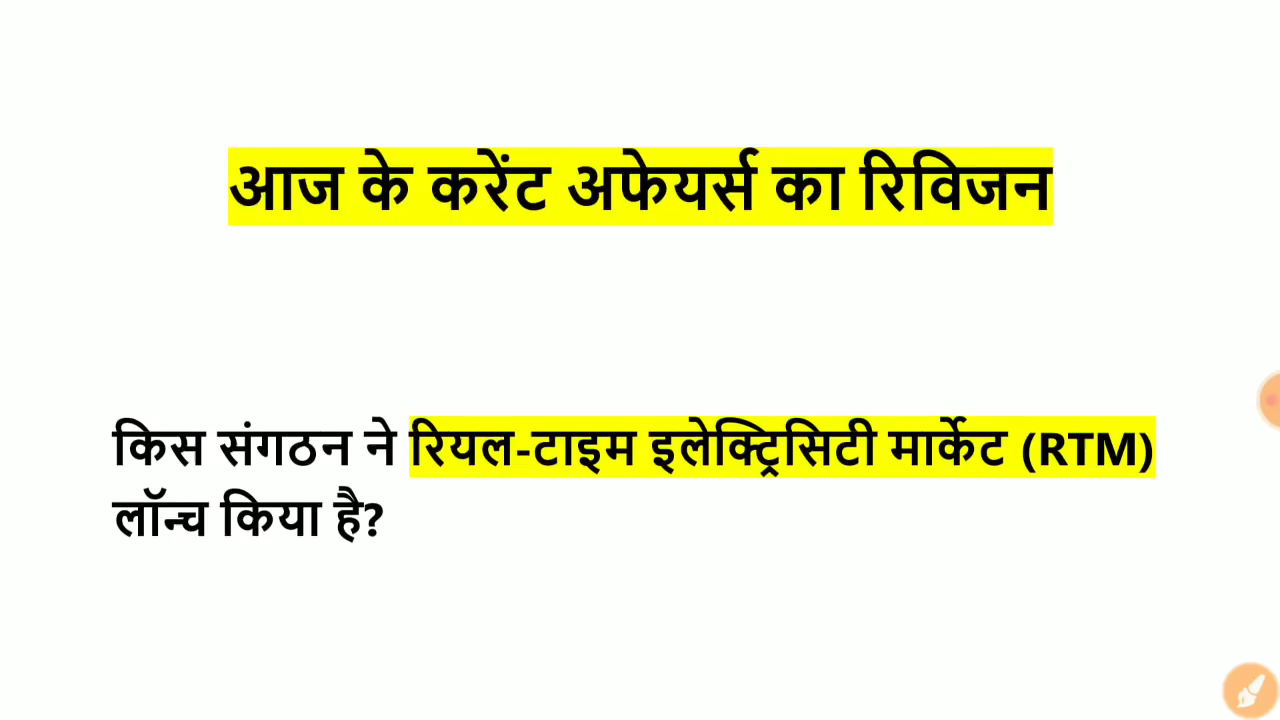 आज के करेंट अफेयर्स का रिविजन
किस संगठन ने रियल-टाइम इलेक्ट्रिसिटी मार्केट (RTM)
लॉन्च किया है?